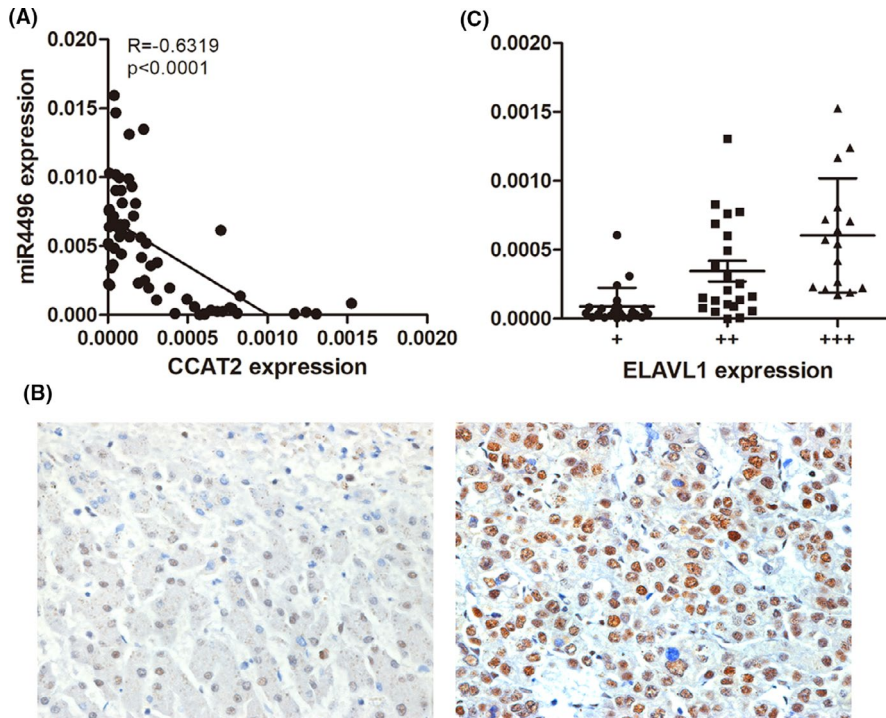 (A)
R=-0.6319
p<0.0001
0.020
0.015
0.010
0.005
0.000
miR4496 expression
0.0000 0.0005 0.0010 0.0015 0.0020
CCAT2 expression
(C)
0.0020
0.0015
0.0010
0.0005
0.0000
+ ++ +++
ELAVL1 expression
(B)